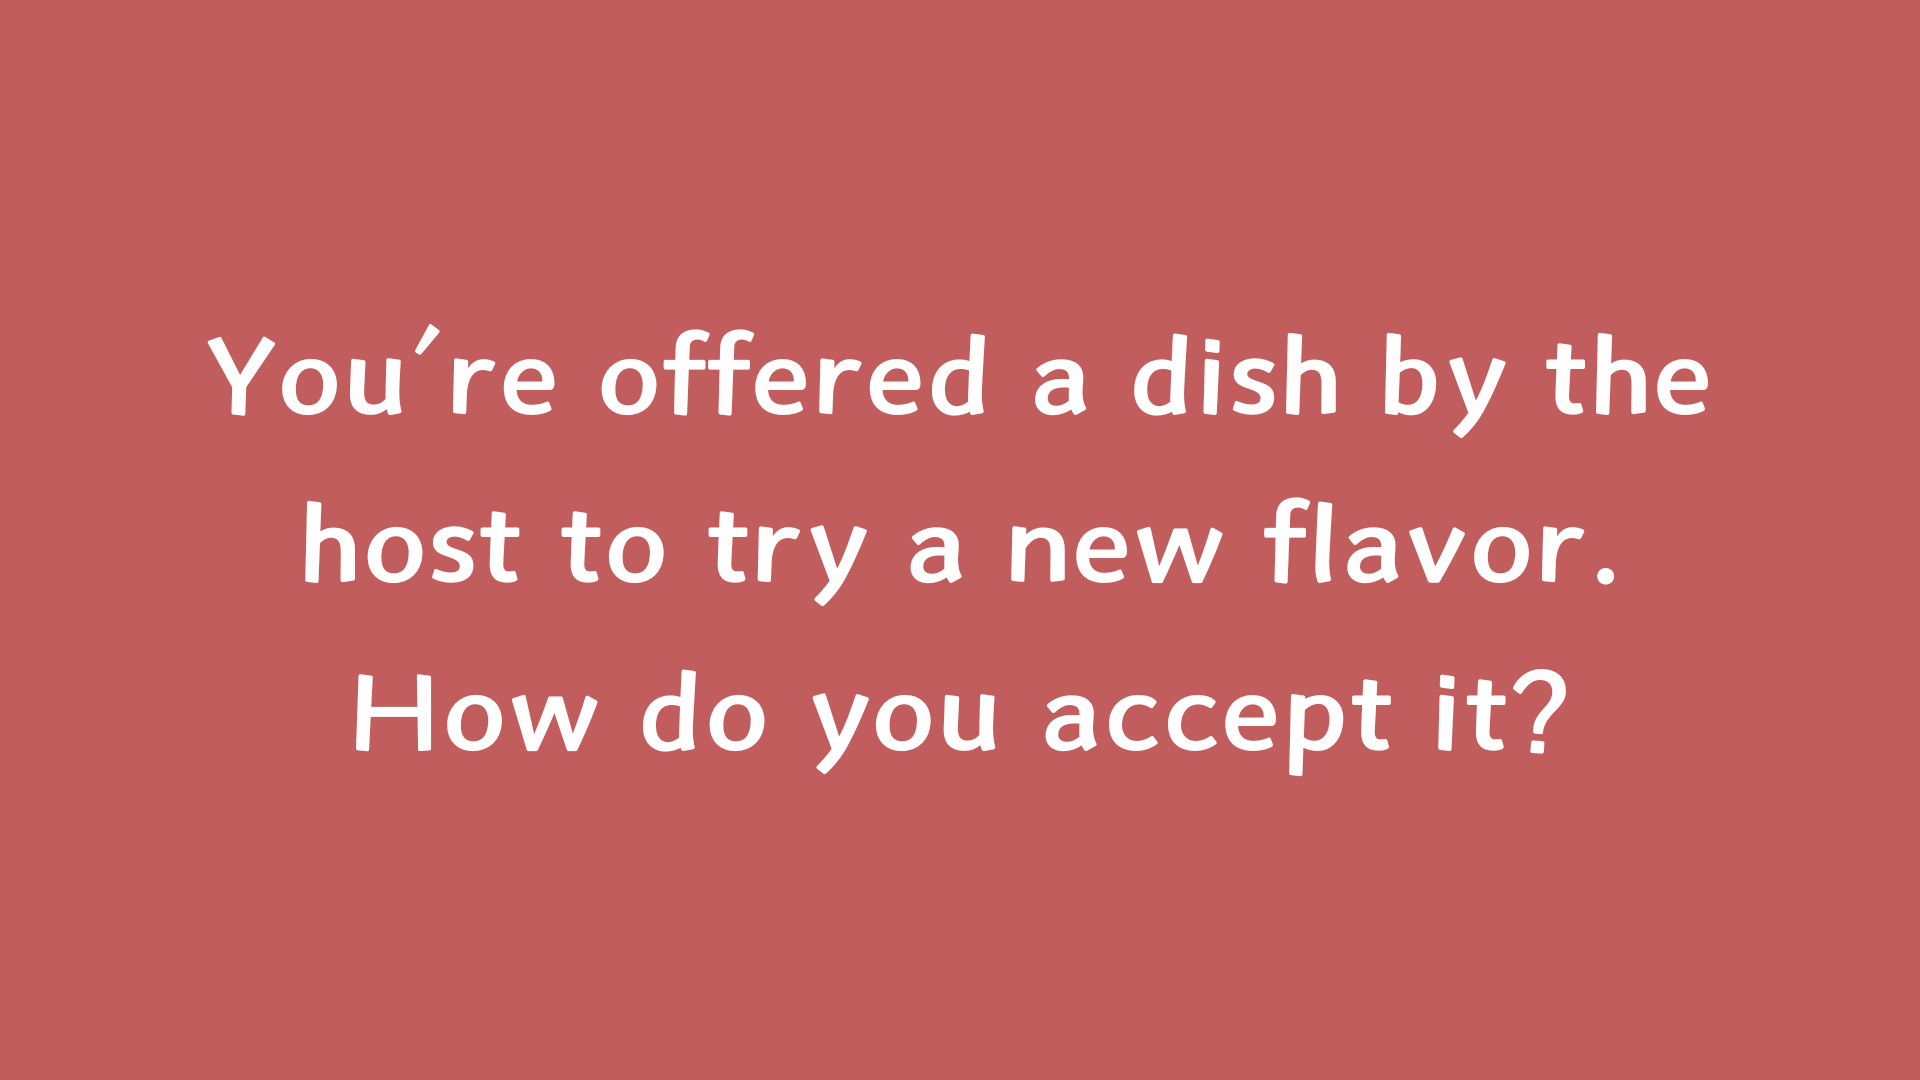 You’re offered a dish by the
host to try a new flavor.
How do you accept it?